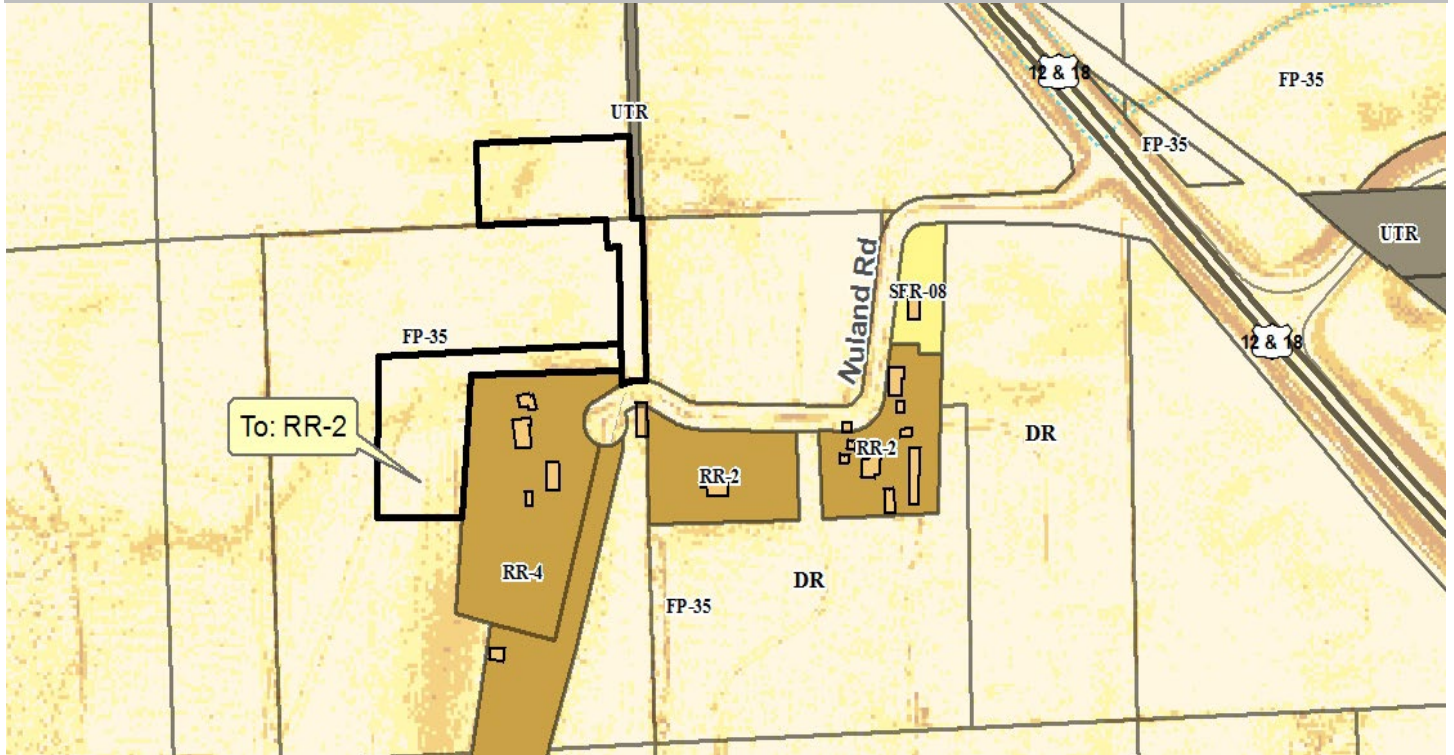 12 & 18
FP-35
UTR
FP-35
UTR
Nuland Rd
SFR-08
FP-35
12 & 18
To: RR-2
DR
RR-2
RR-2
RR-4
DR
FP-35